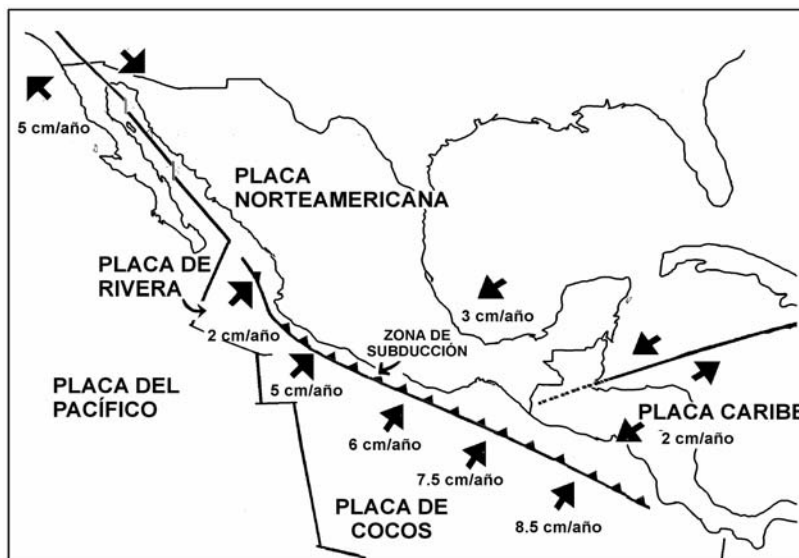 5 cm/año
PLACA
NORTEAMERICANA
PLACA DE
RIVERA
3 cm/año
2 cm/año
ZONA DE
SUBDUCCIÓN
5 cm/año
PLACA DEL
PACÍFICO
PLACA CARIBE
2 cm/año
6 cm/año
7.5 cm/año
PLACA DE
COCOS
8.5 cm/año